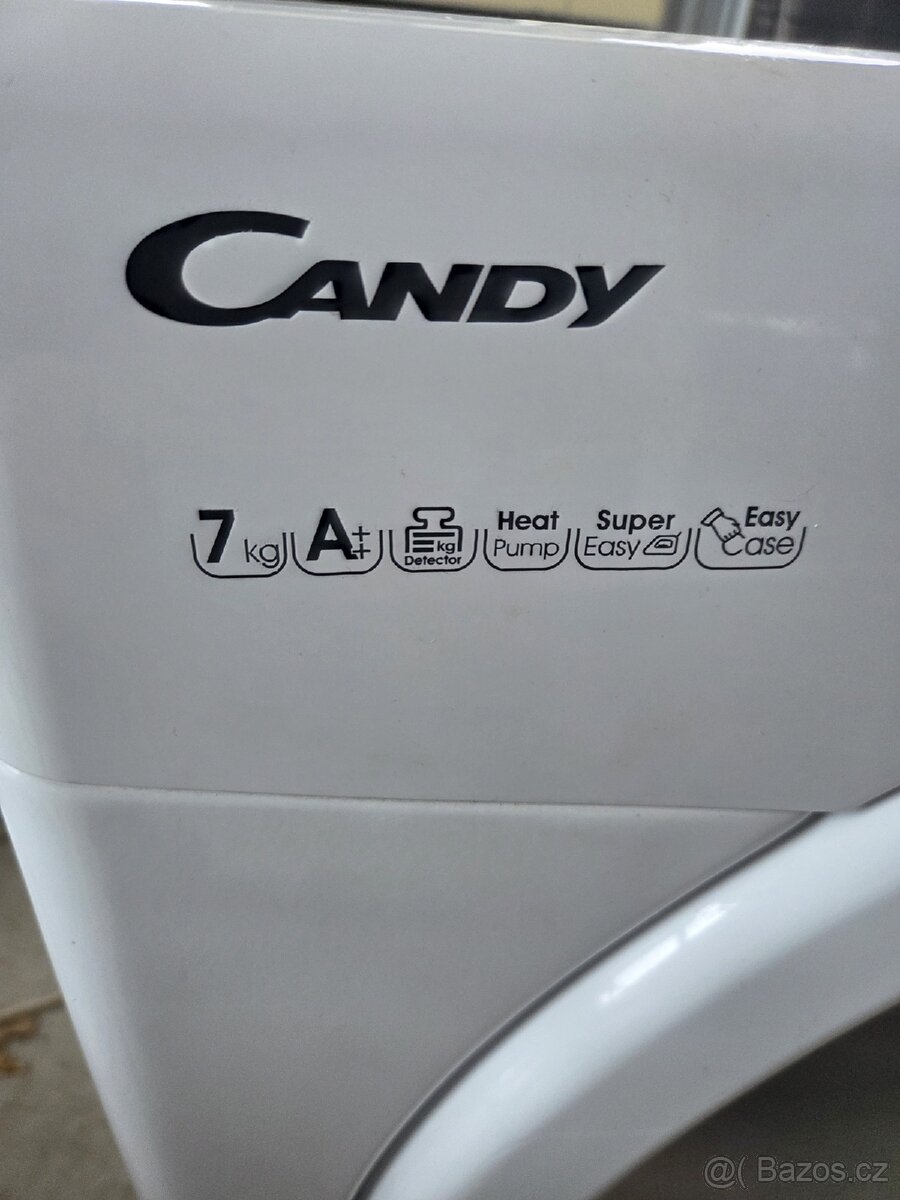 CANDY
7 kg A++ kg Detector Heat Pump Super Easy Easy Case
@( Bazos.cz